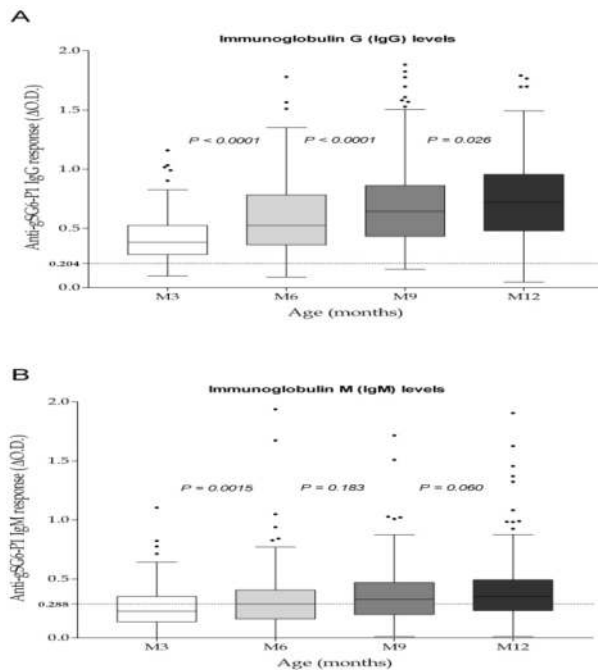 A
Immunoglobulin G (IgG) levels
Anti-gSG6-P1 IgG response (ΔO.D.)
2.0
1.5
1.0
0.5
0.204
0.0
P < 0.0001
P < 0.0001
P = 0.026
M3
M6
M9
M12
Age (months)
B
Immunoglobulin M (IgM) levels
Anti-gSG6-P1 IgM response (ΔO.D.)
2.0
1.5
1.0
0.5
0.288
0.0
P = 0.0015
P = 0.183
P = 0.060
M3
M6
M9
M12
Age (months)